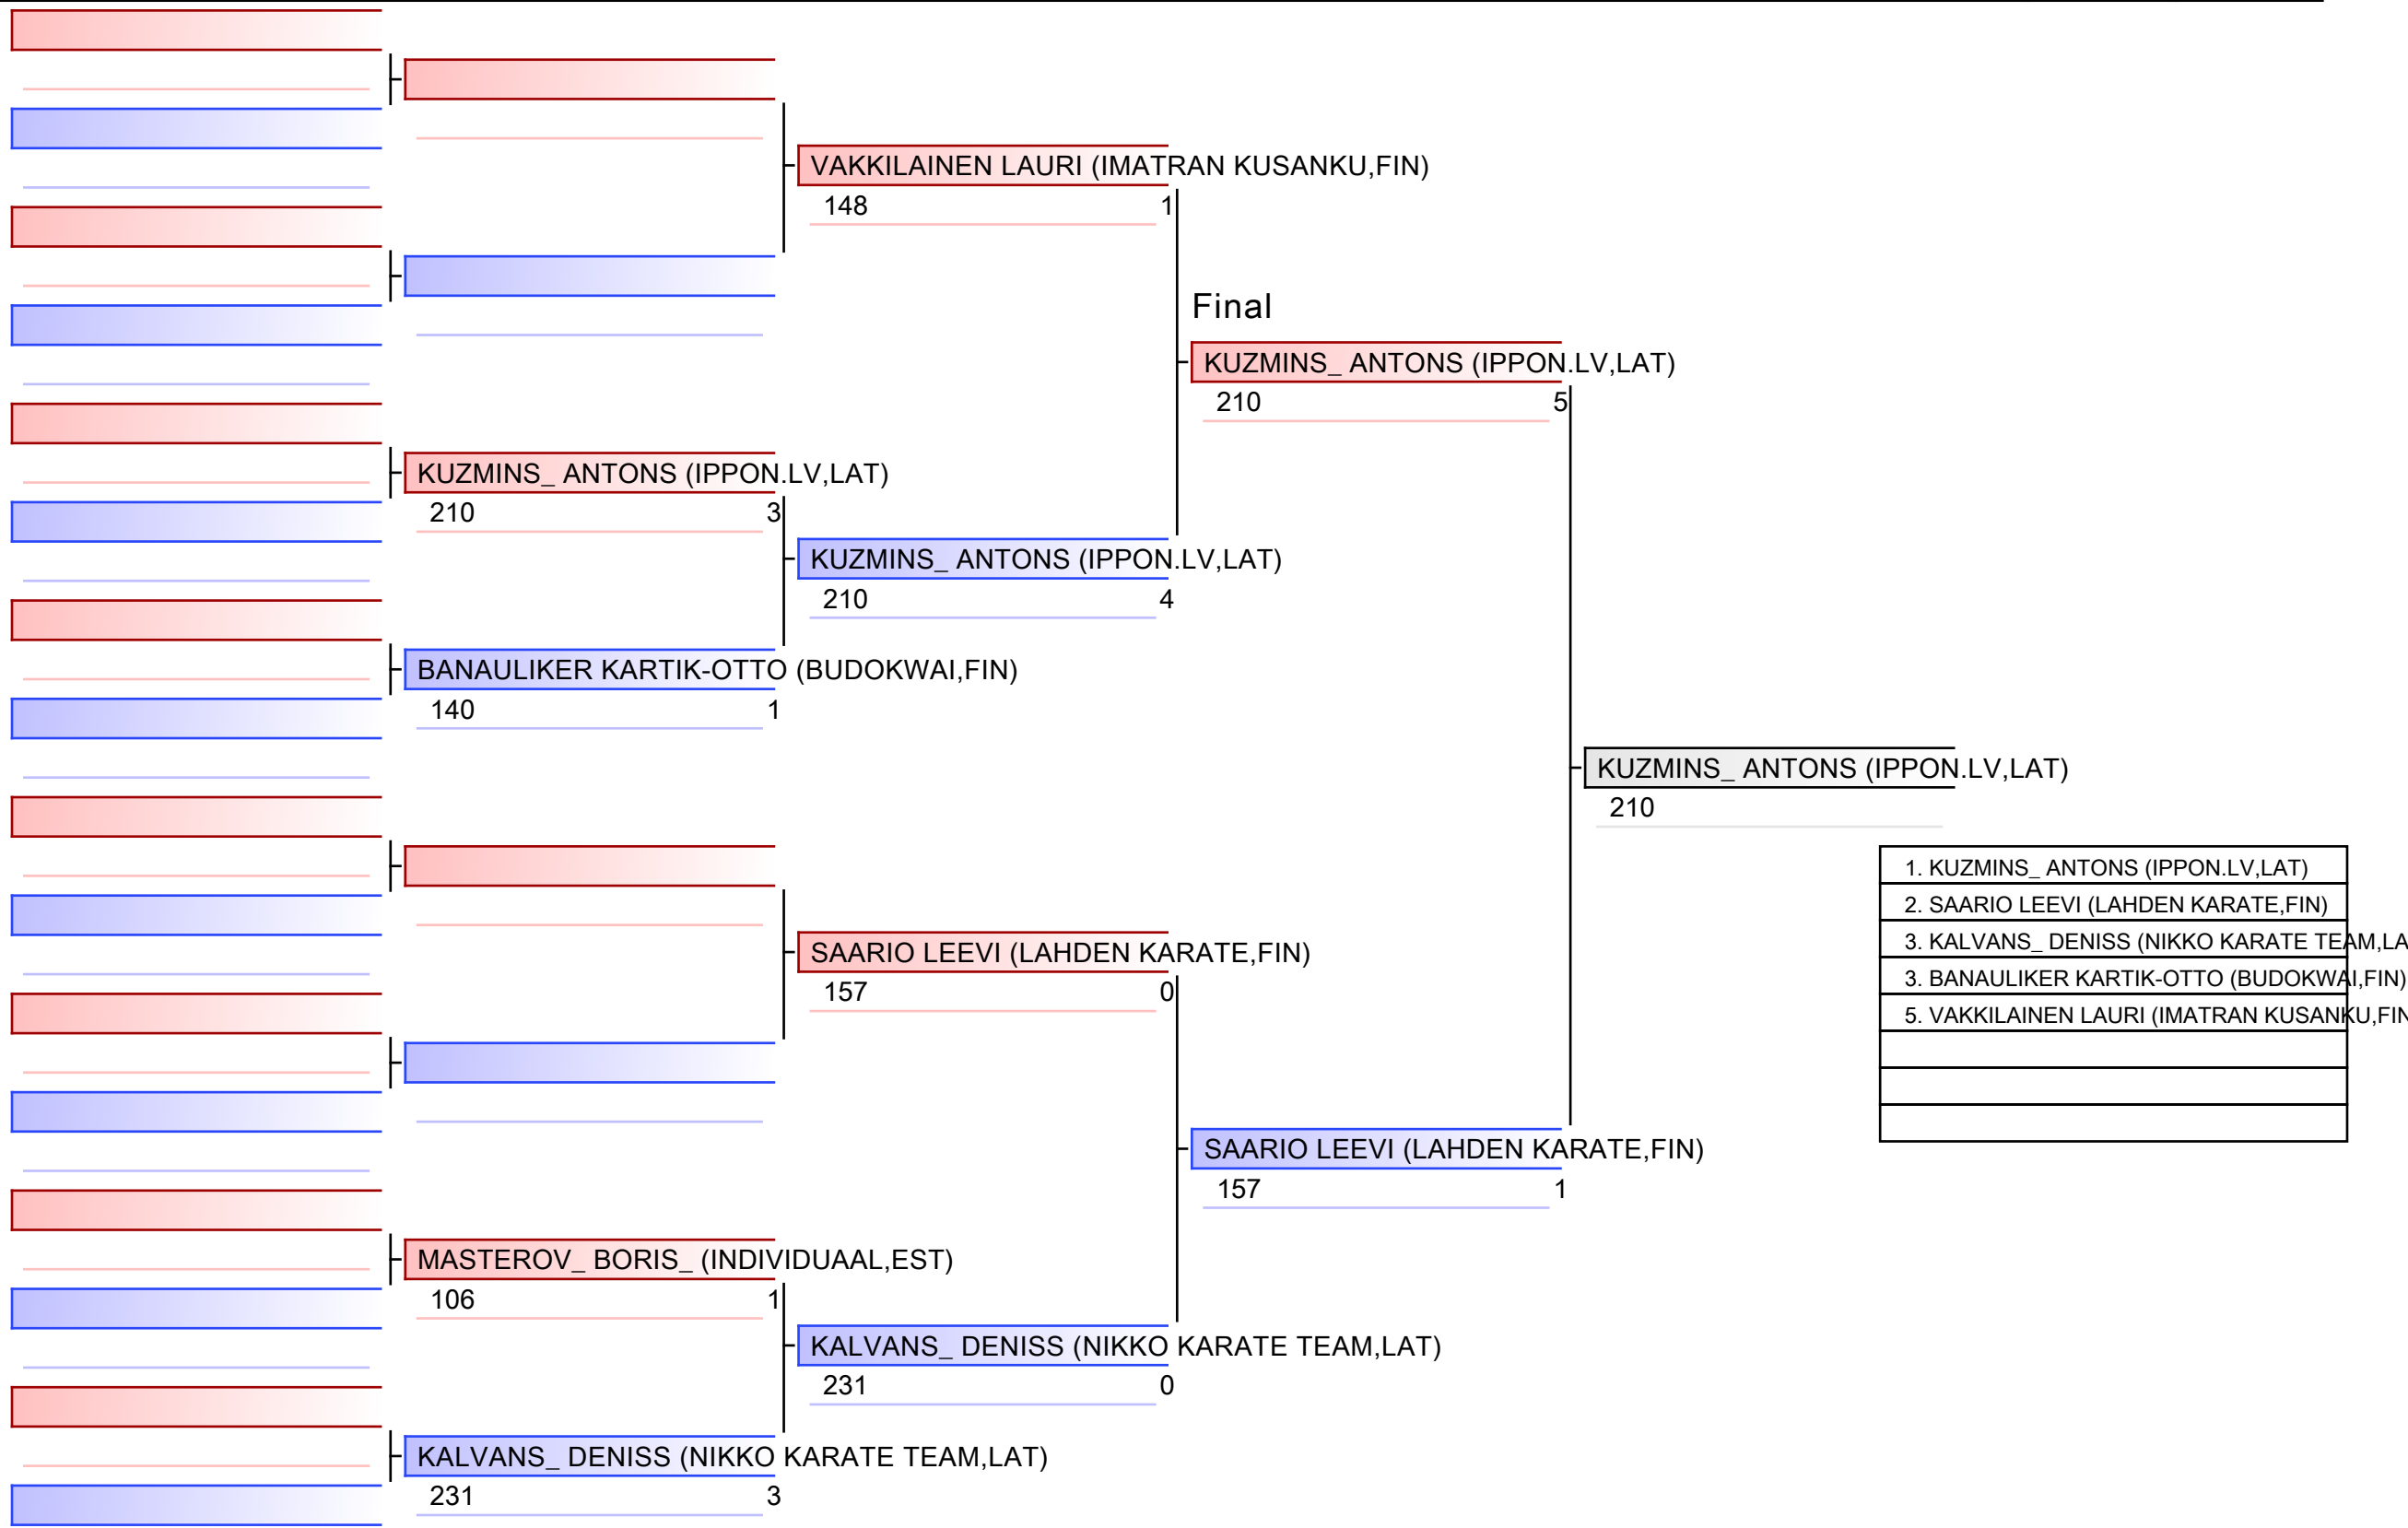 VAKKILAINEN LAURI (IMATRAN KUSANKU,FIN)
148 1
Final
KUZMINS_ ANTONS (IPPON.LV,LAT)
210 5
KUZMINS_ ANTONS (IPPON.LV,LAT)
210 3
KUZMINS_ ANTONS (IPPON.LV,LAT)
210 4
BANAULIKER KARTIK-OTTO (BUDOKWAI,FIN)
140 1
KUZMINS_ ANTONS (IPPON.LV,LAT)
210
1. KUZMINS_ ANTONS (IPPON.LV,LAT)
2. SAARIO LEEVI (LAHDEN KARATE,FIN)
3. KALVANS_ DENISS (NIKKO KARATE TEAM,LA
3. BANAULIKER KARTIK-OTTO (BUDOKWAI,FIN)
5. VAKKILAINEN LAURI (IMATRAN KUSANKU,FIN
SAARIO LEEVI (LAHDEN KARATE,FIN)
157 0
SAARIO LEEVI (LAHDEN KARATE,FIN)
157 1
MASTEROV_ BORIS_ (INDIVIDUAAL,EST)
106 1
KALVANS_ DENISS (NIKKO KARATE TEAM,LAT)
231 0
KALVANS_ DENISS (NIKKO KARATE TEAM,LAT)
231 3